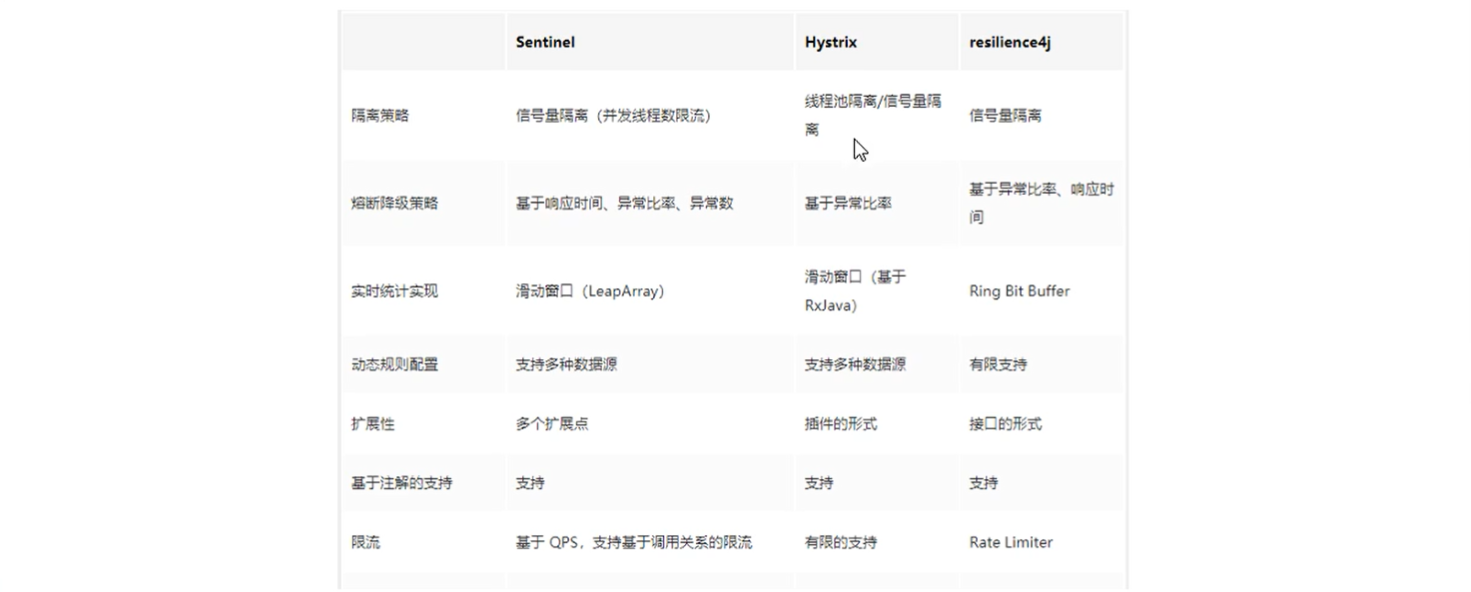 Sentinel Hystrix resilience4j
隔离策略 信号量隔离（并发线程数限流） 线程池隔离/信号量隔 信号量隔离
离
熔断降级策略 基于响应时间、异常比率、异常数 基于异常比率 基于异常比率、响应时
间
实时统计实现 滑动窗口（LeapArray） 滑动窗口（基于 Ring Bit Buffer
RxJava）
动态规则配置 支持多种数据源 支持多种数据源 有限支持
扩展性 多个扩展点 插件的形式 接口的形式
基于注解的支持 支持 支持 支持
限流 基于 QPS，支持基于调用关系的限流 有限的支持 Rate Limiter